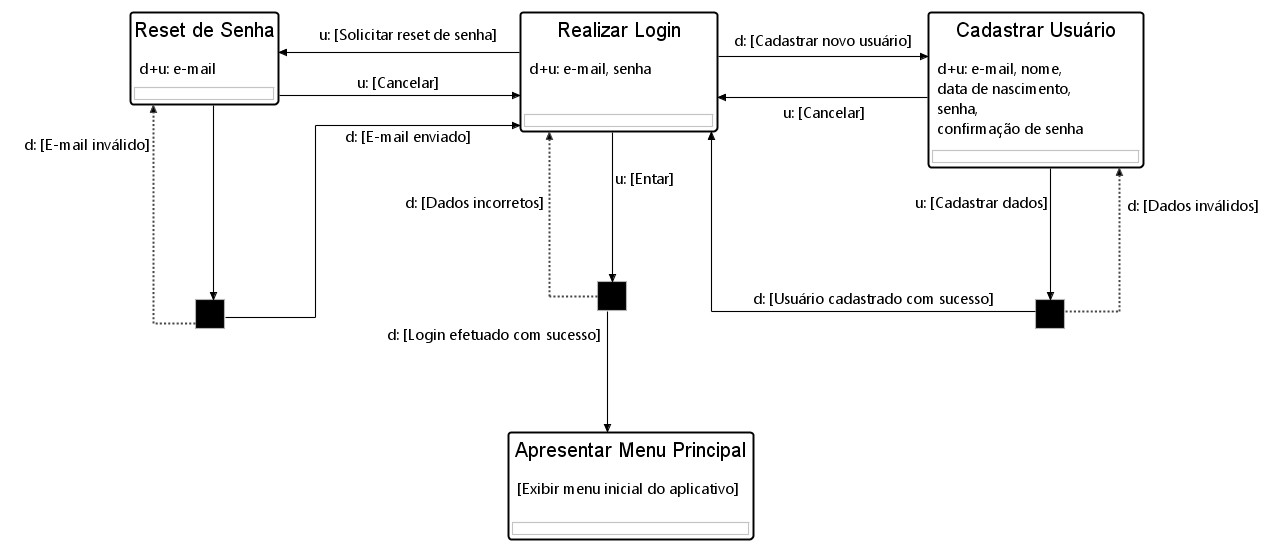 Reset de Senha
d+u: e-mail
u: [Solicitar reset de senha]
u: [Cancelar]
Realizar Login
d+u: e-mail, senha
d: [Cadastrar novo usuário]
u: [Cancelar]
Cadastrar Usuário
d+u: e-mail, nome,
data de nascimento,
senha,
confirmação de senha
d: [E-mail inválido]
d: [E-mail enviado]
d: [Dados incorretos]
u: [Entar]
u: [Cadastrar dados]
d: [Dados inválidos]
d: [Usuário cadastrado com sucesso]
d: [Login efetuado com sucesso]
Apresentar Menu Principal
[Exibir menu inicial do aplicativo]